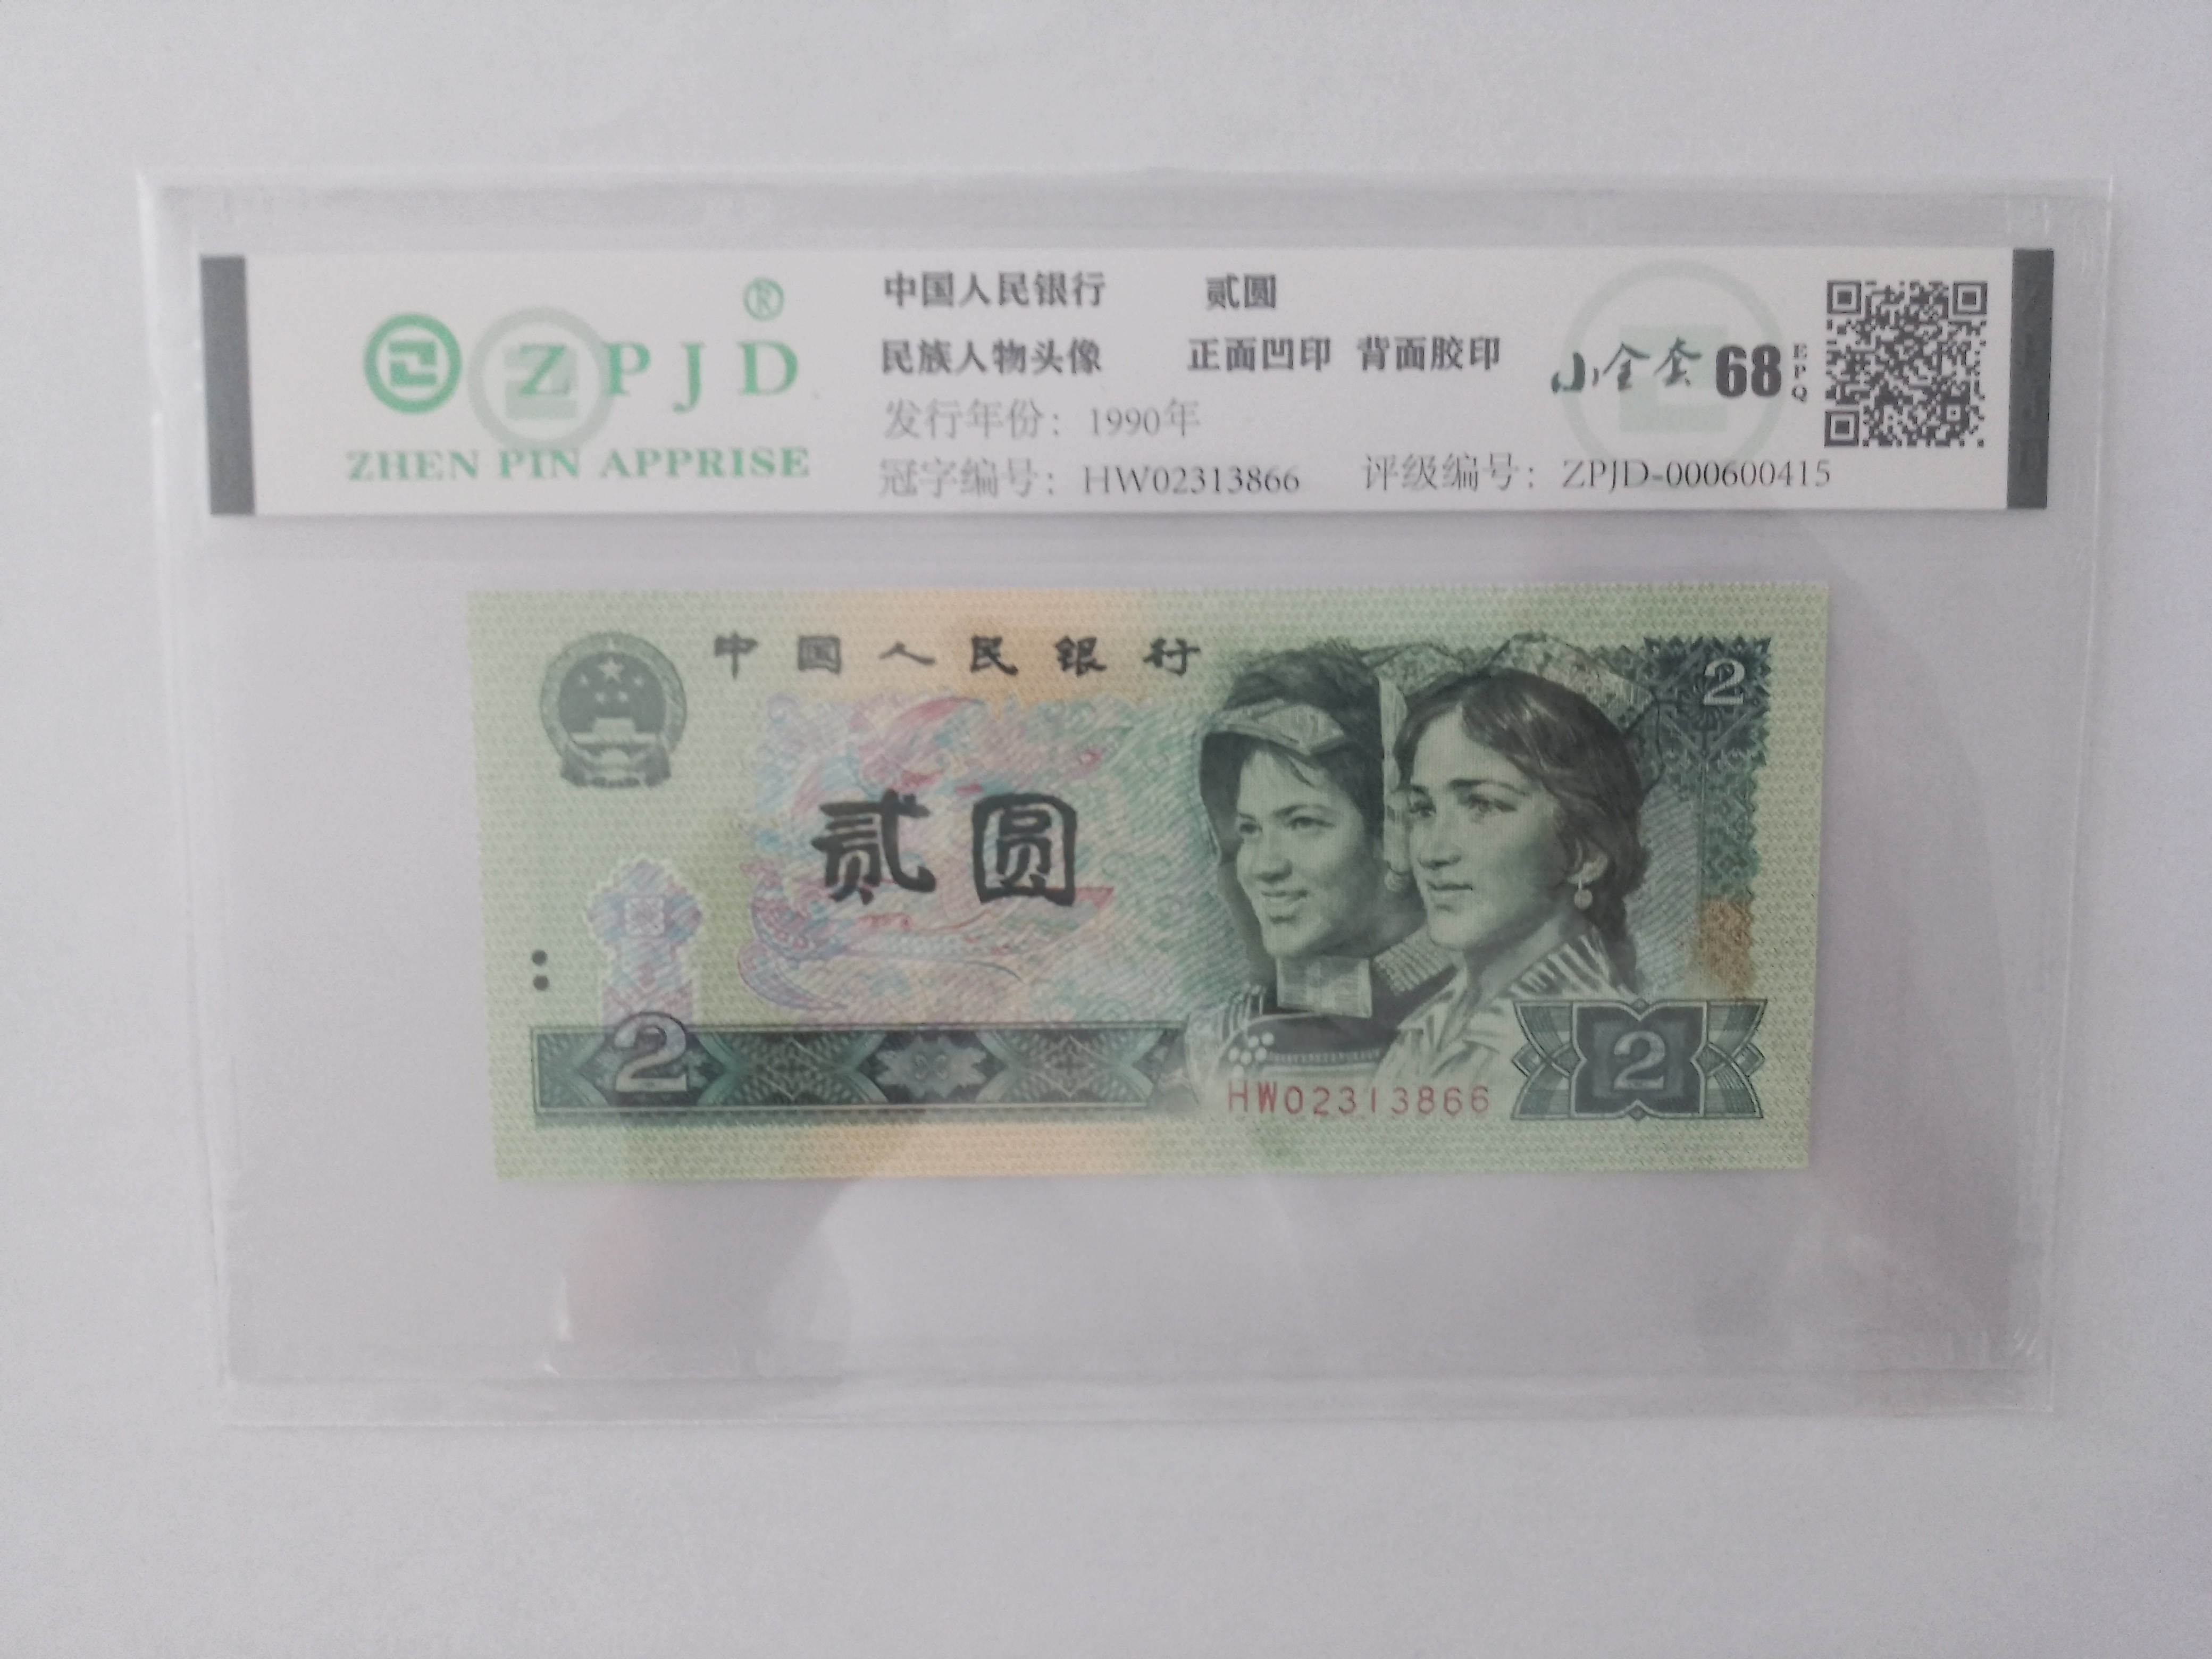 ZPJD®
ZHEN PIN APPRISE
中国人民银行 贰圆
民族人物头像 正面凹印 背面胶印
发行年份：1990年
冠字编号：HW02313866 评级编号：ZPJD-000600415
小全套 68 EPQ
中国人民银行
2
贰圆
2
HW02313866
2